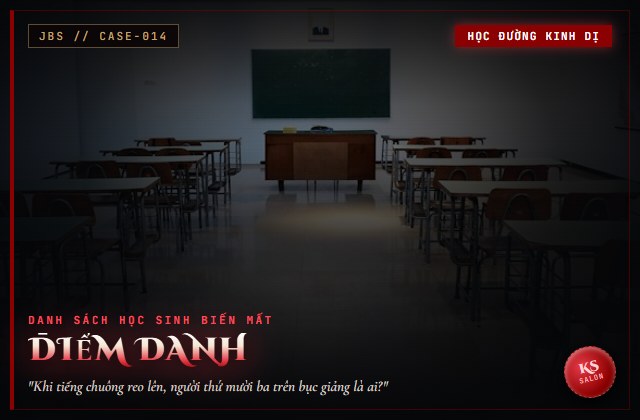 JBS // CASE-014
HỌC ĐƯỜNG KINH DỊ
DANH SÁCH HỌC SINH BIẾN MẤT
ĐIỂM DANH
"Khi tiếng chuông reo lên, người thứ mười ba trên bục giảng là ai?"
KS
SALON